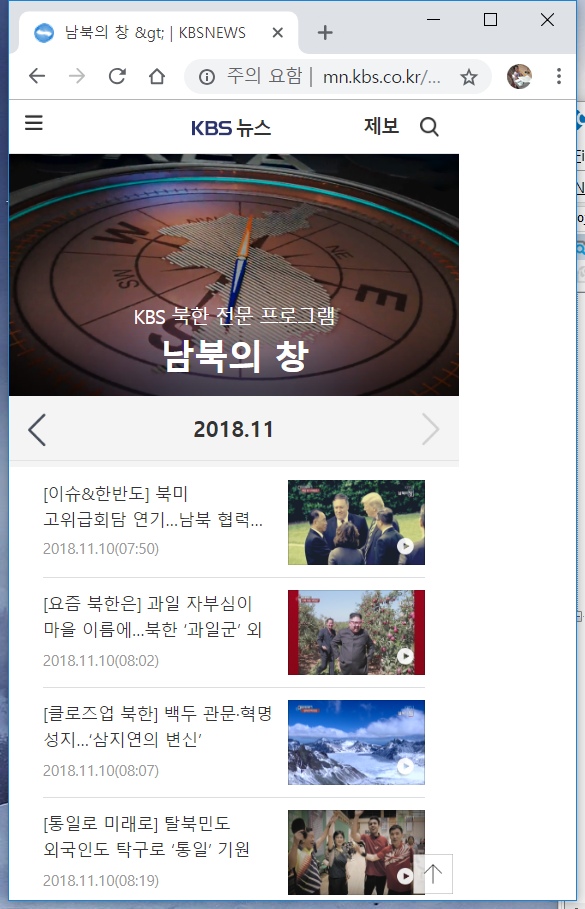 남북의 창 &gt; | KBSNEWS
주의 요함 | mn.kbs.co.kr/...
KBS 뉴스
제보
NW
N
NE
E
SW
KBS 북한 전문 프로그램
남북의 창
2018.11
[이슈&한반도] 북미
고위급회담 연기...남북 협력...
2018.11.10(07:50)
[요즘 북한은] 과일 자부심이
마을 이름에...북한 ‘과일군’ 외
2018.11.10(08:02)
[클로즈업 북한] 백두 관문·혁명
성지...‘삼지연의 변신’
2018.11.10(08:07)
[통일로 미래로] 탈북민도
외국인도 탁구로 ‘통일’ 기원
2018.11.10(08:19)